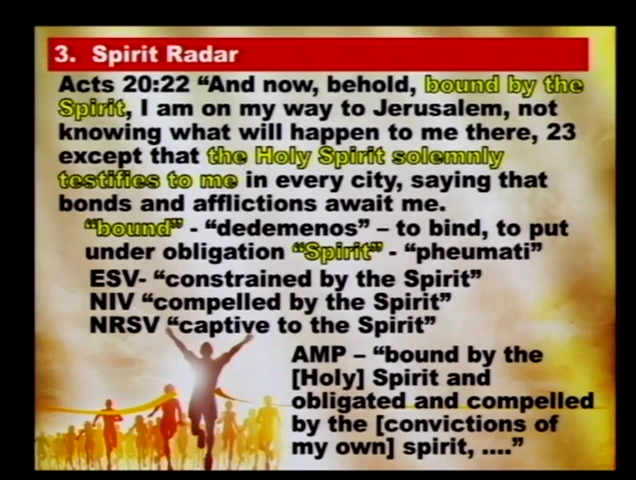 3. Spirit Radar
Acts 20:22 “And now, behold, bound by the
Spirit, I am on my way to Jerusalem, not
knowing what will happen to me there, 23
except that the Holy Spirit solemnly
testifies to me in every city, saying that
bonds and afflictions await me.
“bound” - “dedemenos” – to bind, to put
under obligation “Spirit” - “pheumati”
ESV- “constrained by the Spirit”
NIV “compelled by the Spirit”
NRSV “captive to the Spirit”
AMP – “bound by the
[Holy] Spirit and
obligated and compelled
by the [convictions of
my own] spirit, ....”